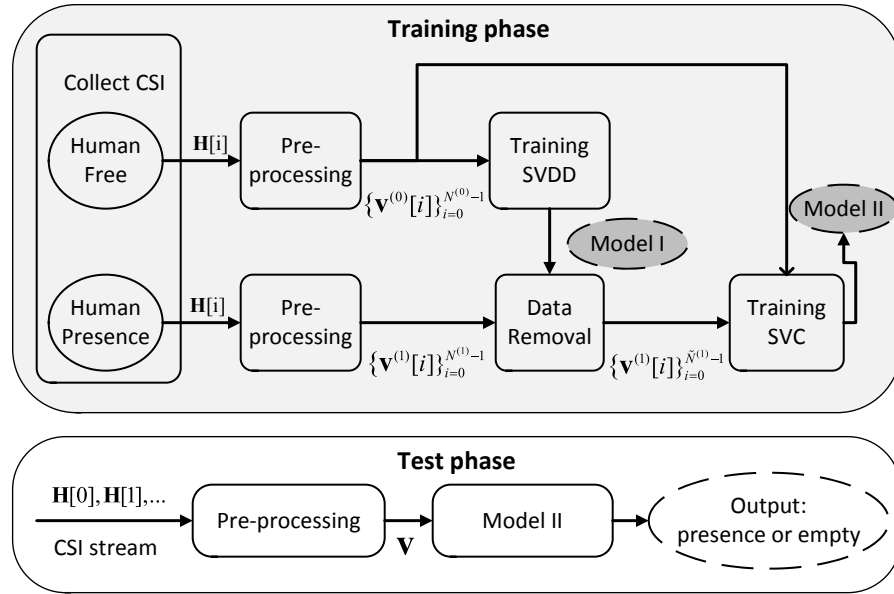 Training phase
Collect CSI
Human
Free
H[i]
Pre-
processing
{v^{(0)}[i]}_{i=0}^{N^{(0)}-1}
Training
SVDD
Model I
Model II
Human
Presence
H[i]
Pre-
processing
{v^{(1)}[i]}_{i=0}^{N^{(1)}-1}
Data
Removal
{v^{(1)}[i]}_{i=0}^{Ñ^{(1)}-1}
Training
SVC
Test phase
H[0], H[1],...
CSI stream
Pre-processing
V
Model II
Output:
presence or empty